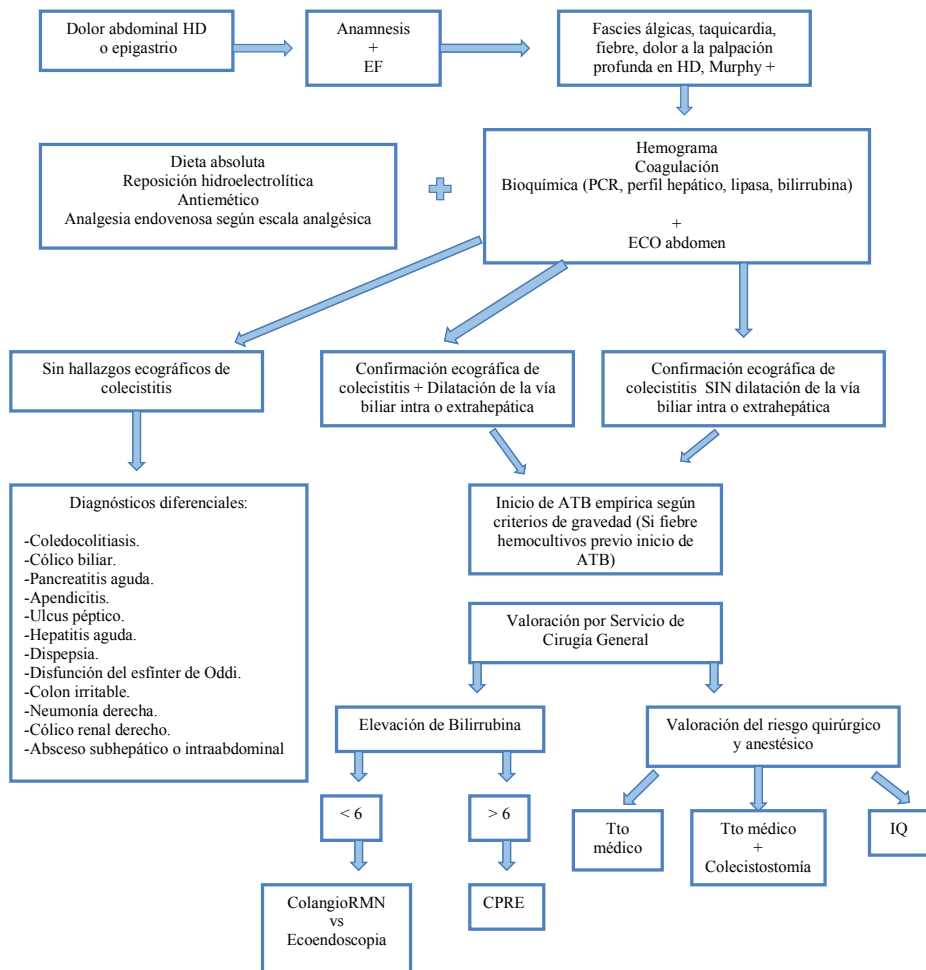 Dolor abdominal HD
o epigastrio
Anamnesis
+
EF
Fascies álgicas, taquicardia,
fiebre, dolor a la palpación
profunda en HD, Murphy +
Dieta absoluta
Reposición hidroelectrolítica
Antiemético
Analgesia endovenosa según escala analgésica
Hemograma
Coagulación
Bioquímica (PCR, perfil hepático, lipasa, bilirrubina)
+
ECO abdomen
Sin hallazgos ecográficos de
colecistitis
Confirmación ecográfica de
colecistitis + Dilatación de la vía
biliar intra o extrahepática
Confirmación ecográfica de
colecistitis SIN dilatación de la vía
biliar intra o extrahepática
Diagnósticos diferenciales:
-Coledocolitiasis.
-Cólico biliar.
-Pancreatitis aguda.
-Apendicitis.
-Ulcus péptico.
-Hepatitis aguda.
-Dispepsia.
-Disfunción del esfínter de Oddi.
-Colon irritable.
-Neumonía derecha.
-Cólico renal derecho.
-Absceso subhepático o intraabdominal
Inicio de ATB empírica según
criterios de gravedad (Si fiebre
hemocultivos previo inicio de
ATB)
Valoración por Servicio de
Cirugía General
Elevación de Bilirrubina
Valoración del riesgo quirúrgico
y anestésico
< 6
> 6
Tto
médico
Tto médico
+
Colecistostomía
IQ
ColangioRMN
vs
Ecoendoscopia
CPRE